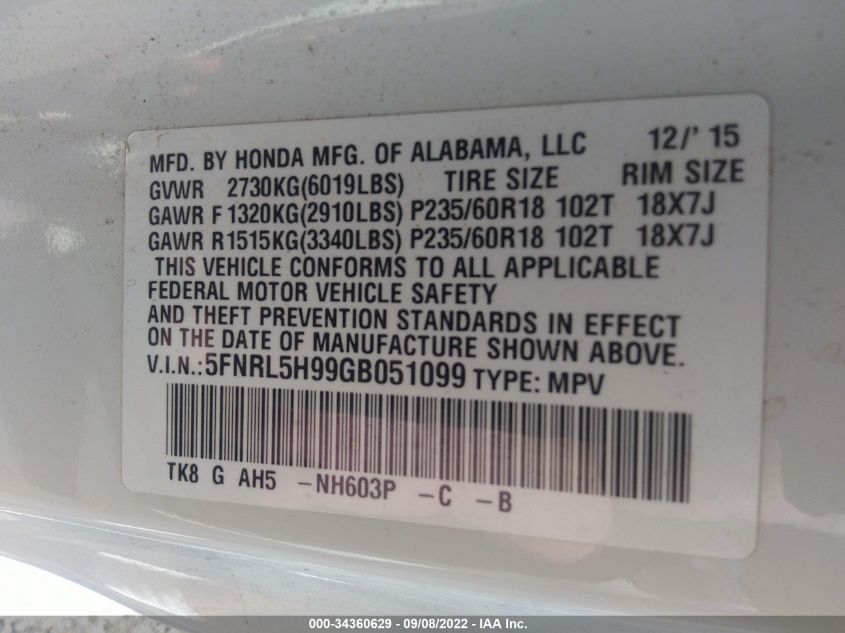 MFD. BY HONDA MFG. OF ALABAMA, LLC 12/' 15
GVWR 2730KG(6019LBS) TIRE SIZE RIM SIZE
GAWR F 1320KG(2910LBS) P235/60R18 102T 18X7J
GAWR R1515KG(3340LBS) P235/60R18 102T 18X7J
THIS VEHICLE CONFORMS TO ALL APPLICABLE
FEDERAL MOTOR VEHICLE SAFETY
AND THEFT PREVENTION STANDARDS IN EFFECT
ON THE DATE OF MANUFACTURE SHOWN ABOVE.
V.I.N.:5FNRL5H99GB051099 TYPE: MPV
TK8 G AH5 -NH603P -C -B
000-34360629 - 09/08/2022 - IAA Inc.